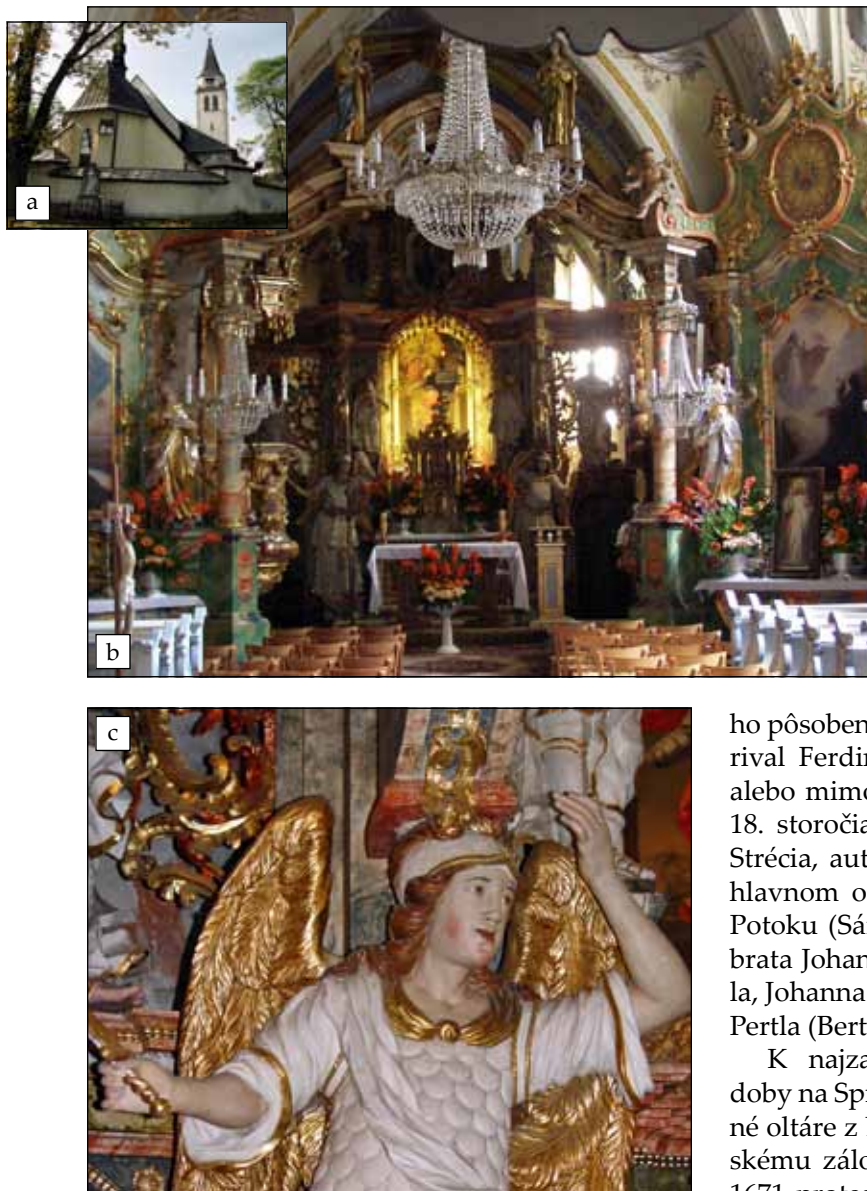 a
b
c
ho pôsoben
rival Ferdin
alebo mimo
18. storočia
Strécia, aut
hlavnom o
Potoku (Sá
brata Johan
la, Johanna
Pertla (Bert
K najza
doby na Spi
né oltáre z
skému zálo